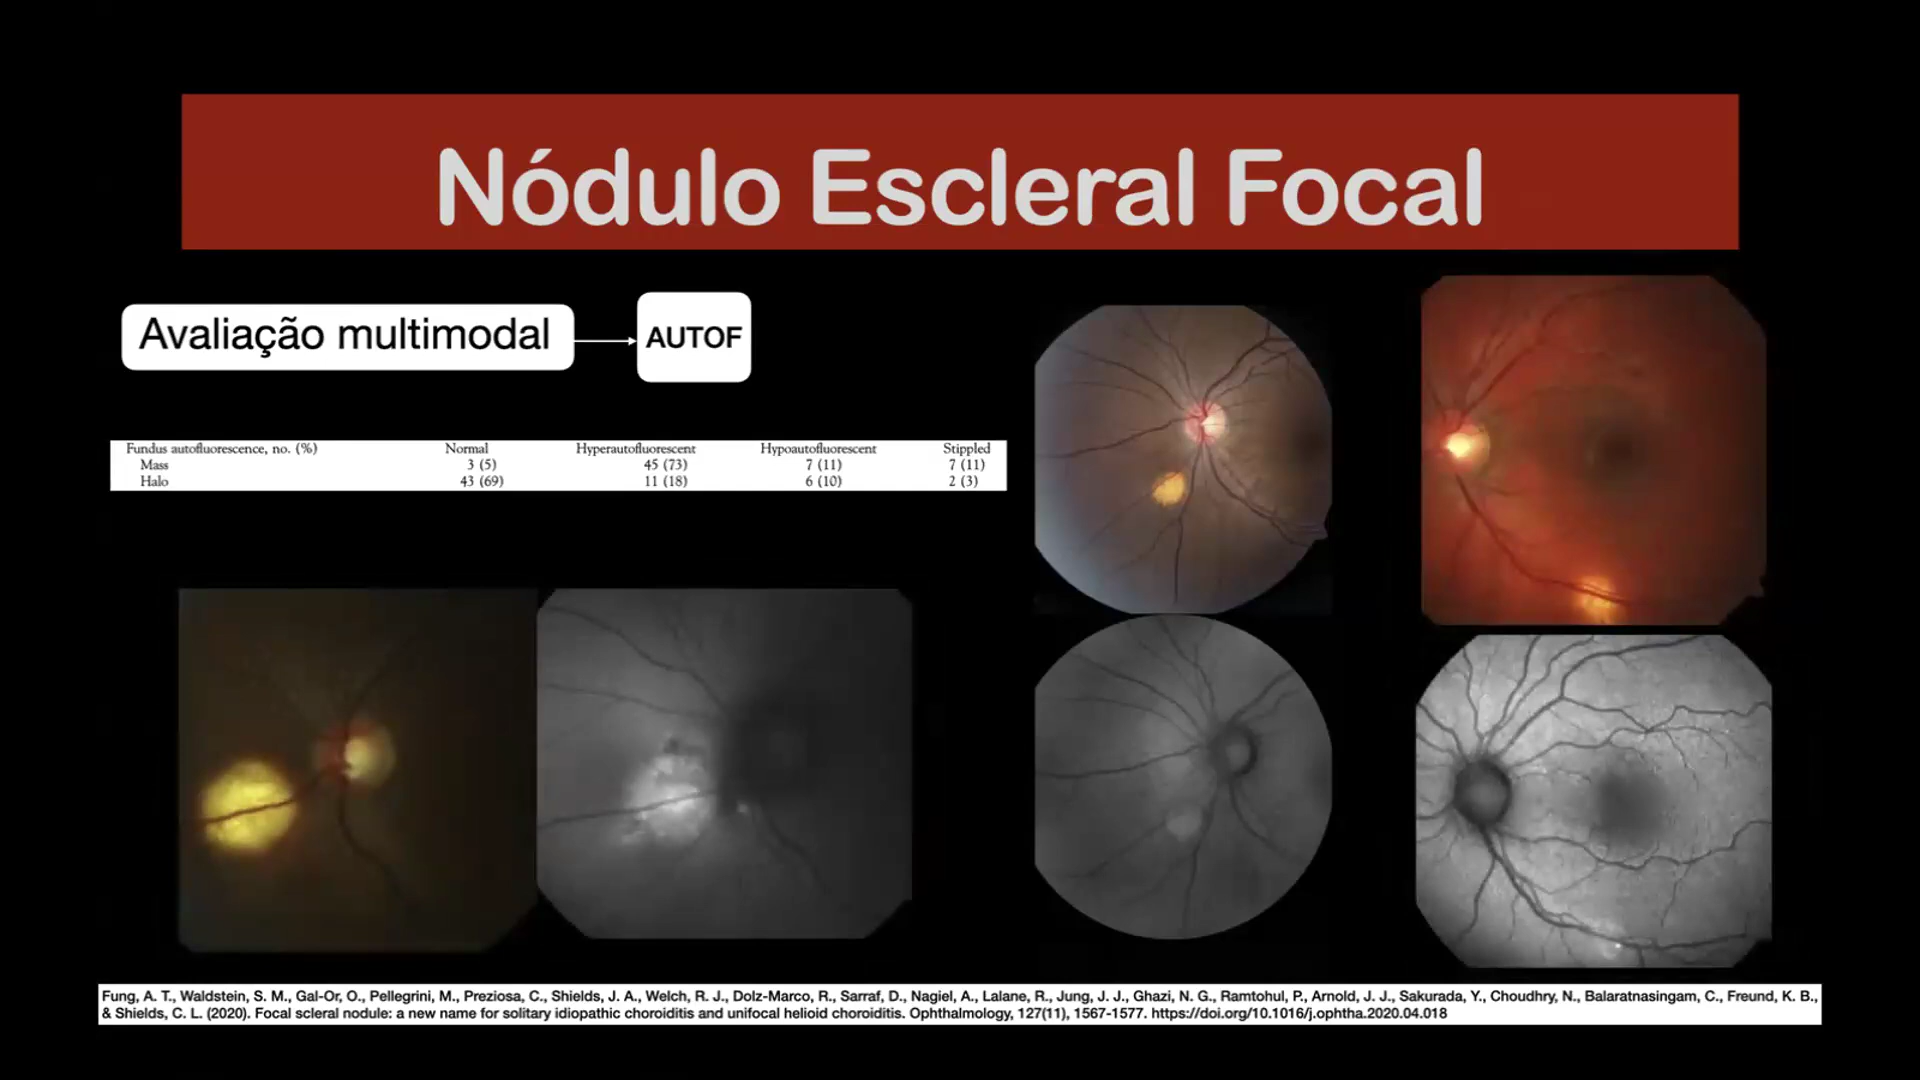 Nódulo Escleral Focal
Avaliação multimodal
AUTOF
Fundus autofluorescence, no. (%) Normal Hyperautofluorescent Hypoautofluorescent Stippled
Mass 3 (5) 45 (73) 7 (11) 7 (11)
Halo 43 (69) 11 (18) 6 (10) 2 (3)
Fung, A. T., Waldstein, S. M., Gal-Or, O., Pellegrini, M., Preziosa, C., Shields, J. A., Welch, R. J., Dolz-Marco, R., Sarraf, D., Nagiel, A., Lalane, R., Jung, J. J., Ghazi, N. G., Ramtohul, P., Arnold, J. J., Sakurada, Y., Choudhry, N., Balaratnasingam, C., Freund, K. B.,
& Shields, C. L. (2020). Focal scleral nodule: a new name for solitary idiopathic choroiditis and unifocal helioid choroiditis. Ophthalmology, 127(11), 1567-1577. https://doi.org/10.1016/j.ophtha.2020.04.018